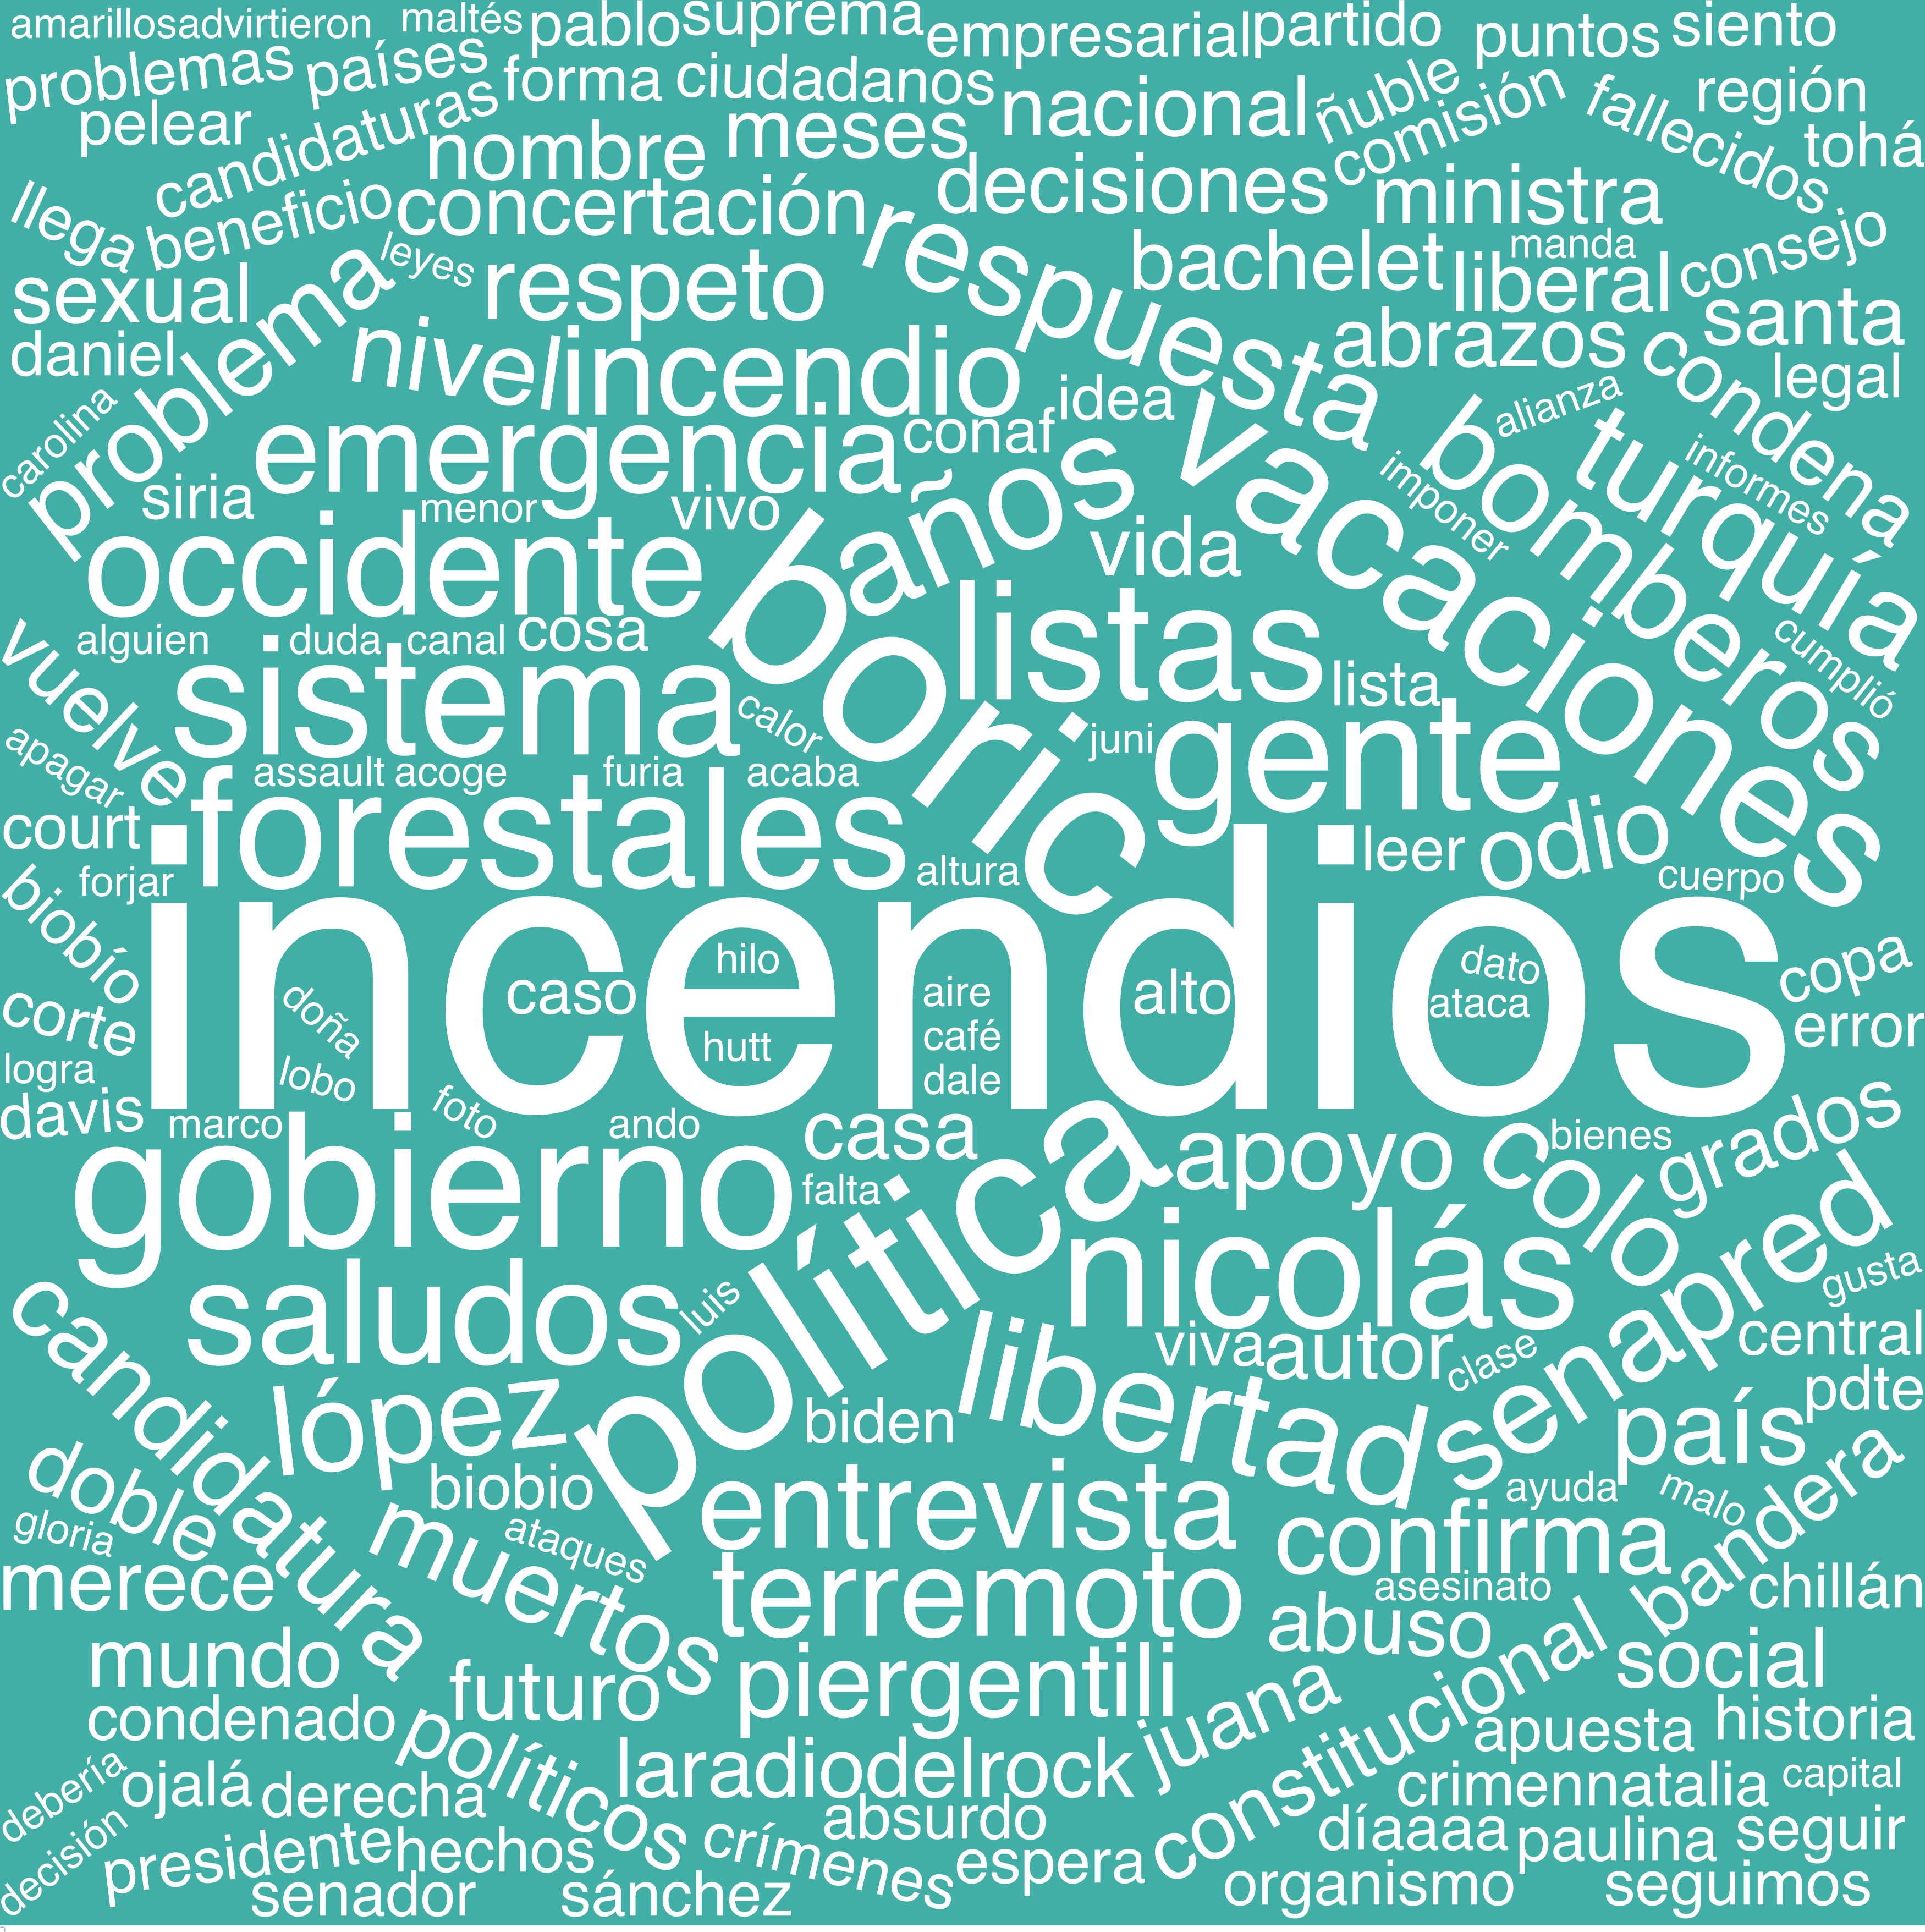 amarillos advirtieron maltés pablo suprema empresarial partido puntos siento
problemas países forma ciudadanos nacional ñuble comisión fallecidos región
pelear candidaturas nombre meses decisiones ministra tohá
llega beneficio concertación respuesta bachelet liberal manda consejo
sexual problema leyes respeto abrazos santa
daniel nivel incendio idea vacaciones bomberos alianza condena legal
carolina emergencia conaf baños turquía informes
siria menor vivo imponer
occidente boric vida
vuelve alguien duda canal cosa listas lista cumplió
sistema calor juni gente
apagar assault acoge furia acaba
court forestales leer odio
biobío forjar altura cuerpo
incendios
hilo dato copa
corte doña caso aire alto ataca error
hutt café
logra lobo dale
davis marco foto ando casa apoyo colo bienes grados
gobierno falta política nicolás senapred gusta
candidatura saludos luis libertad viva autor clase central
lópez biden país pdte
doble biobio entrevista ayuda malo bandera
gloria muertos ataques confirma
merece terremoto asesinato chillán
mundo futuro piergentili abuso constitucional social
condenado políticos juana apuesta historia
debería ojalá derecha laradiodelrock crimennatalia capital
decisión presidente hechos crímenes absurdo espera díaaaa paulina seguir
senador sánchez organismo seguimos